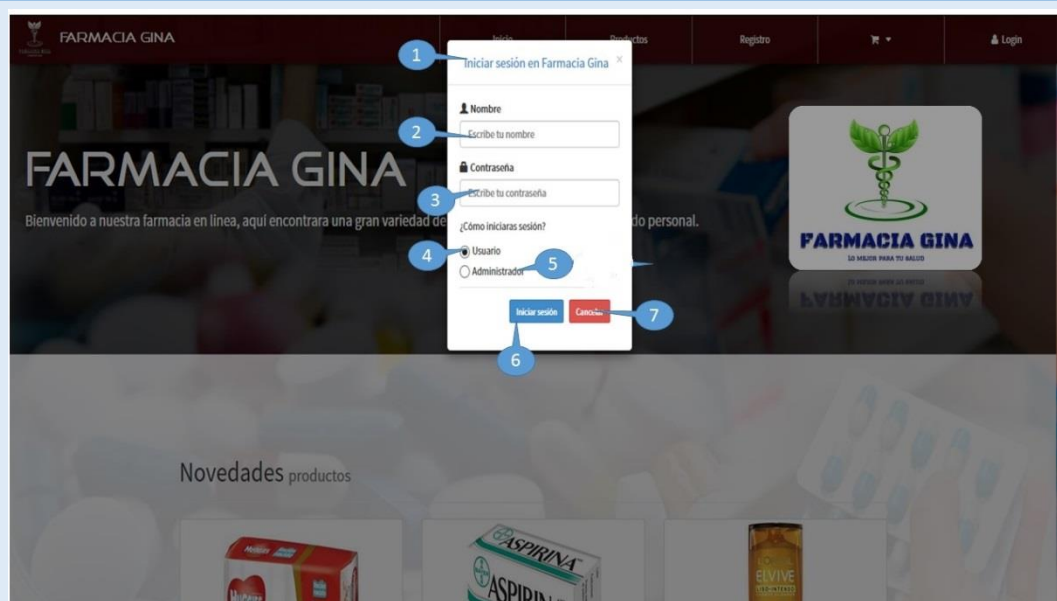 FARMACIA GINA
Inicio
Productos
Registro
Login
1
Iniciar sesión en Farmacia Gina ×
Nombre
2
Escribe tu nombre
Contraseña
3
Escribe tu contraseña
¿Cómo iniciaras sesión?
4
Usuario
Administrador
5
Iniciar sesión
Cancelar
6
7
FARMACIA GINA
Bienvenido a nuestra farmacia en linea, aquí encontrara una gran variedad de
do personal.
FARMACIA GINA
LO MEJOR PARA TU SALUD
Novedades productos
HUGGIES
ASPIRINA
ASPIRIN
ELVIVE